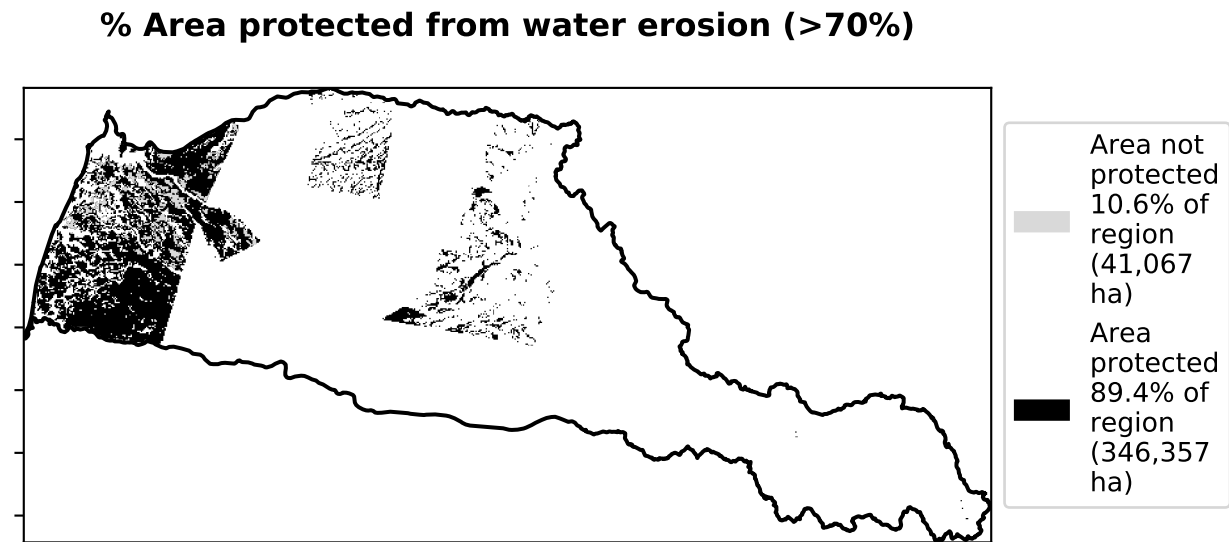 % Area protected from water erosion (>70%)
Area not
protected
10.6% of
region
(41,067
ha)
Area
protected
89.4% of
region
(346,357
ha)